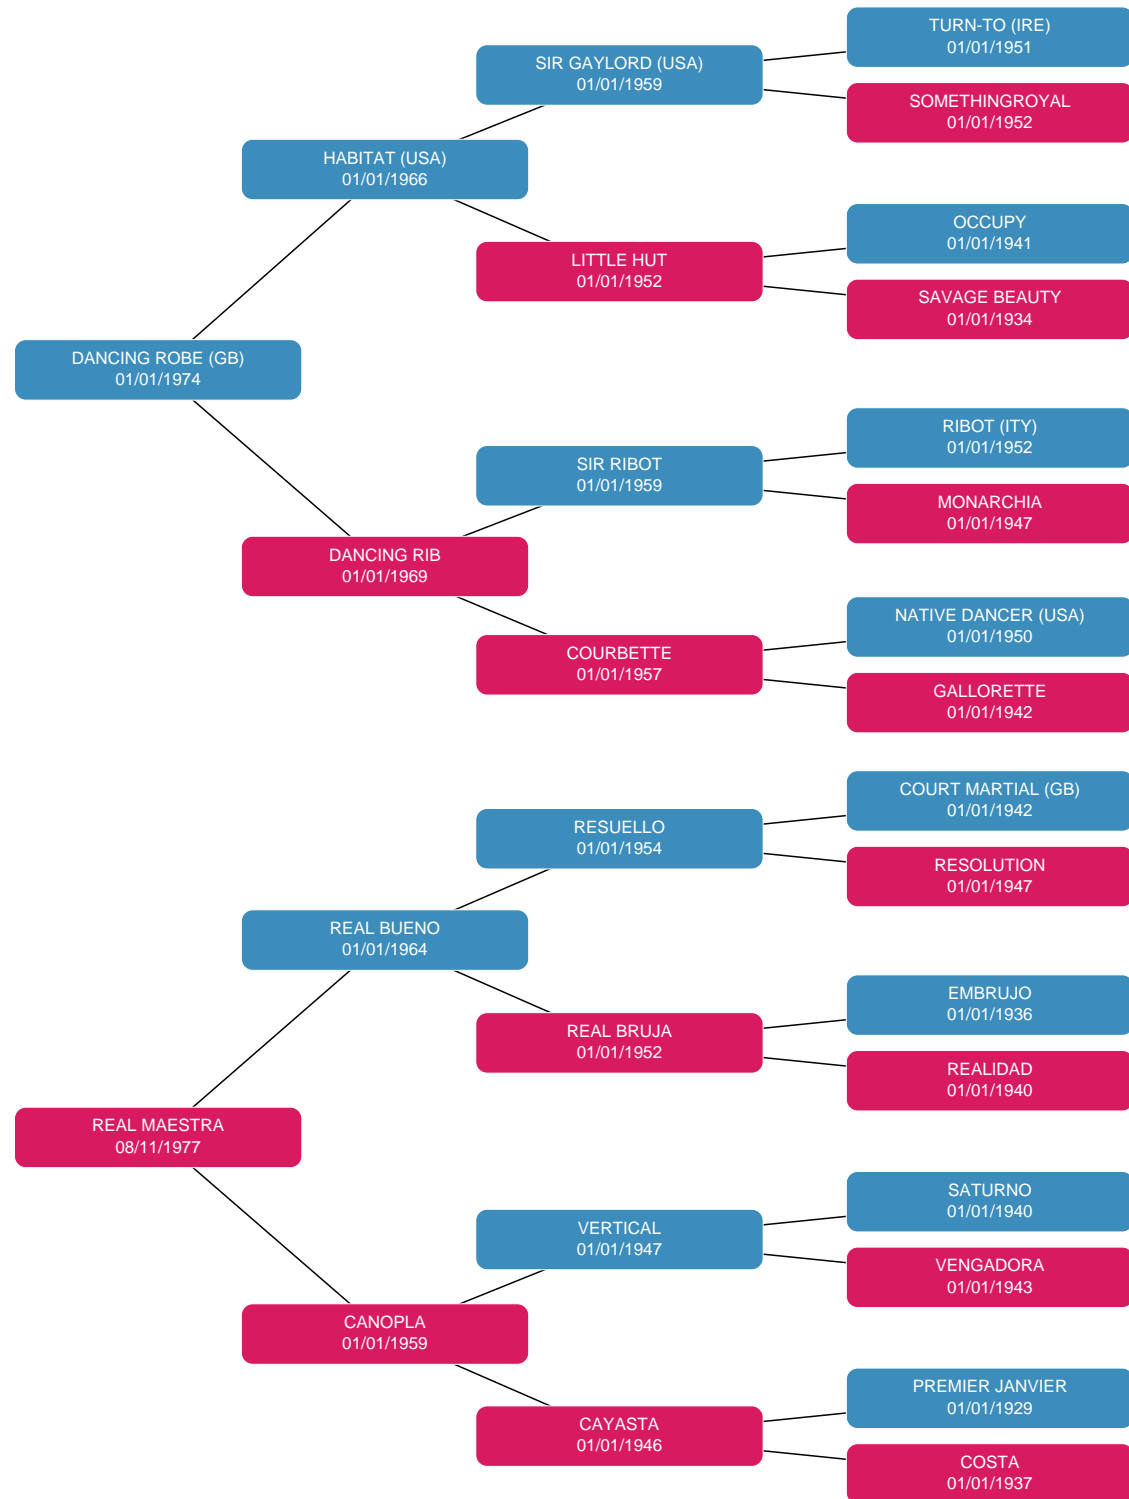 TURN-TO (IRE)
01/01/1951
SIR GAYLORD (USA)
01/01/1959
SOMETHINGROYAL
01/01/1952
HABITAT (USA)
01/01/1966
OCCUPY
01/01/1941
LITTLE HUT
01/01/1952
SAVAGE BEAUTY
01/01/1934
DANCING ROBE (GB)
01/01/1974
RIBOT (ITY)
01/01/1952
SIR RIBOT
01/01/1959
MONARCHIA
01/01/1947
DANCING RIB
01/01/1969
NATIVE DANCER (USA)
01/01/1950
COURBETTE
01/01/1957
GALLORETTE
01/01/1942
COURT MARTIAL (GB)
01/01/1942
RESUELLO
01/01/1954
RESOLUTION
01/01/1947
REAL BUENO
01/01/1964
EMBRUJO
01/01/1936
REAL BRUJA
01/01/1952
REALIDAD
01/01/1940
REAL MAESTRA
08/11/1977
SATURNO
01/01/1940
VERTICAL
01/01/1947
VENGADORA
01/01/1943
CANOPLA
01/01/1959
PREMIER JANVIER
01/01/1929
CAYASTA
01/01/1946
COSTA
01/01/1937